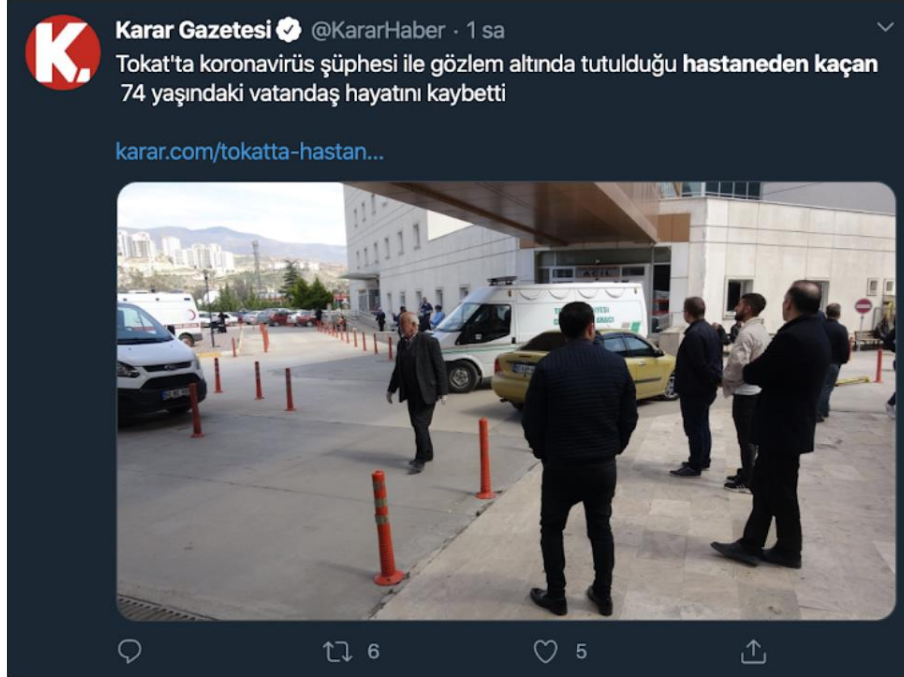 K.
Karar Gazetesi @KararHaber · 1 sa
Tokat'ta koronavirüs şüphesi ile gözlem altında tutulduğu hastaneden kaçan
74 yaşındaki vatandaş hayatını kaybetti
karar.com/tokatta-hastan...
ACİL
6
5